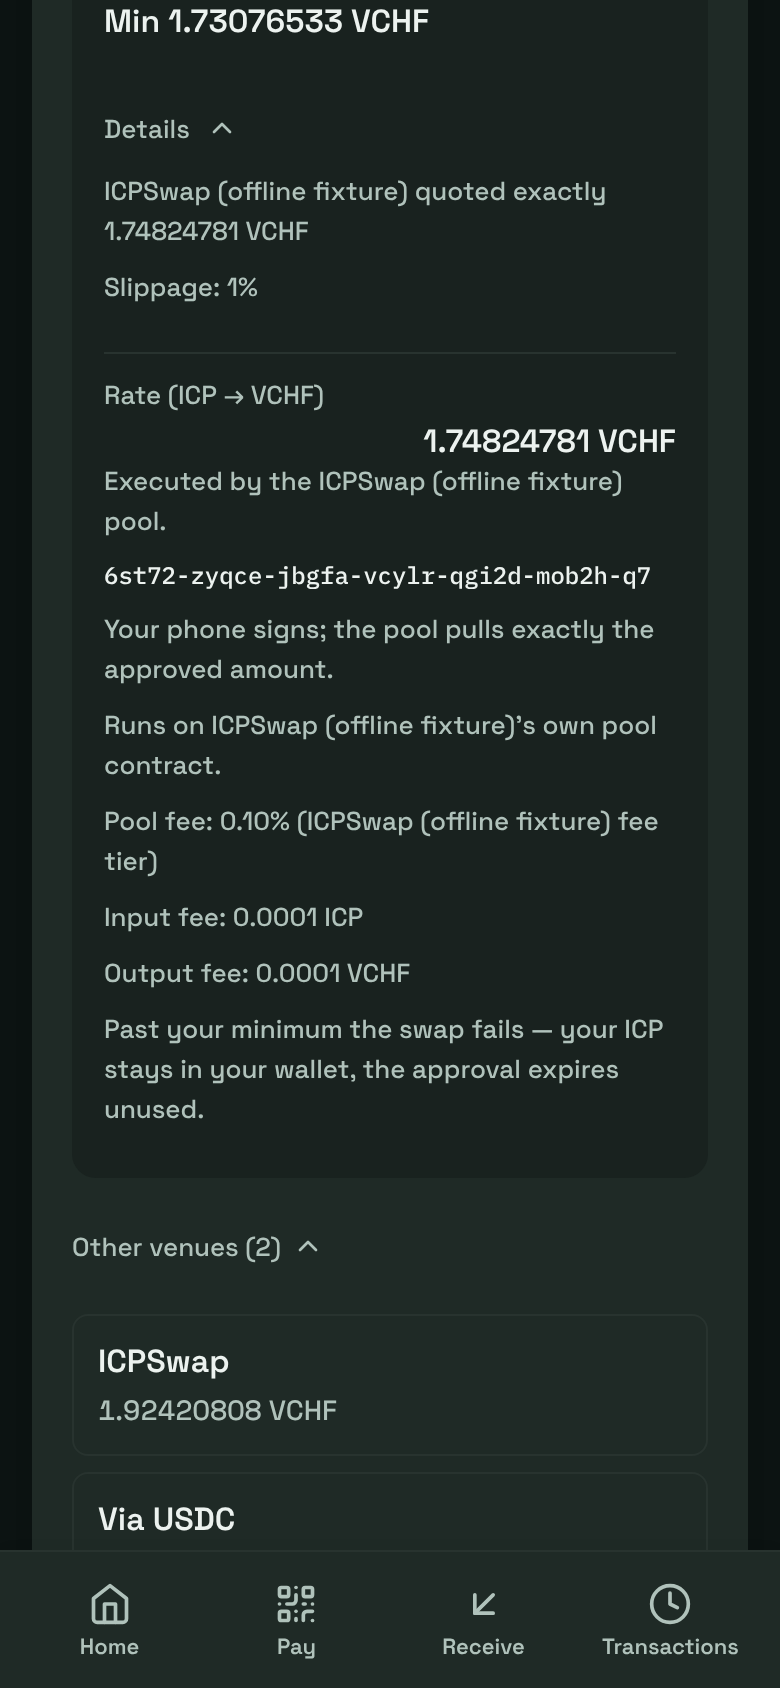 Min 1.73076533 VCHF
Details
ICPSwap (offline fixture) quoted exactly
1.74824781 VCHF
Slippage: 1%
Rate (ICP → VCHF)
1.74824781 VCHF
Executed by the ICPSwap (offline fixture)
pool.
6st72-zyqce-jbgfa-vcylr-qgi2d-mob2h-q7
Your phone signs; the pool pulls exactly the
approved amount.
Runs on ICPSwap (offline fixture)’s own pool
contract.
Pool fee: 0.10% (ICPSwap (offline fixture) fee
tier)
Input fee: 0.0001 ICP
Output fee: 0.0001 VCHF
Past your minimum the swap fails — your ICP
stays in your wallet, the approval expires
unused.
Other venues (2)
ICPSwap
1.92420808 VCHF
Via USDC
Home
Pay
Receive
Transactions